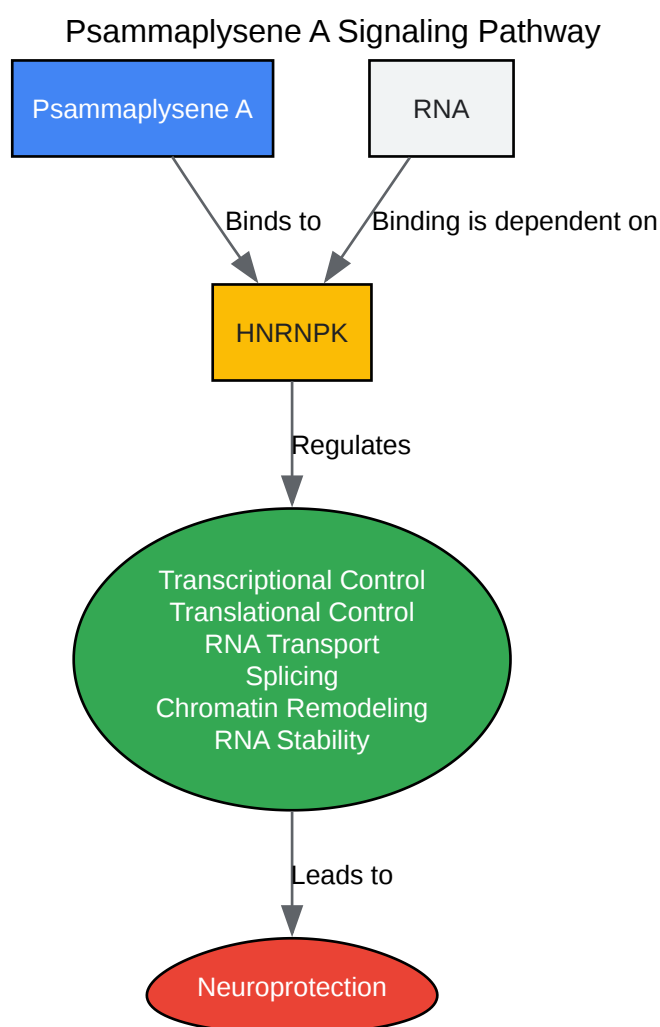 Psammaplysene A Signaling Pathway
Psammaplysene A
RNA
Binds to
Binding is dependent on
HNRNPK
Regulates
Transcriptional Control
Translational Control
RNA Transport
Splicing
Chromatin Remodeling
RNA Stability
Leads to
Neuroprotection